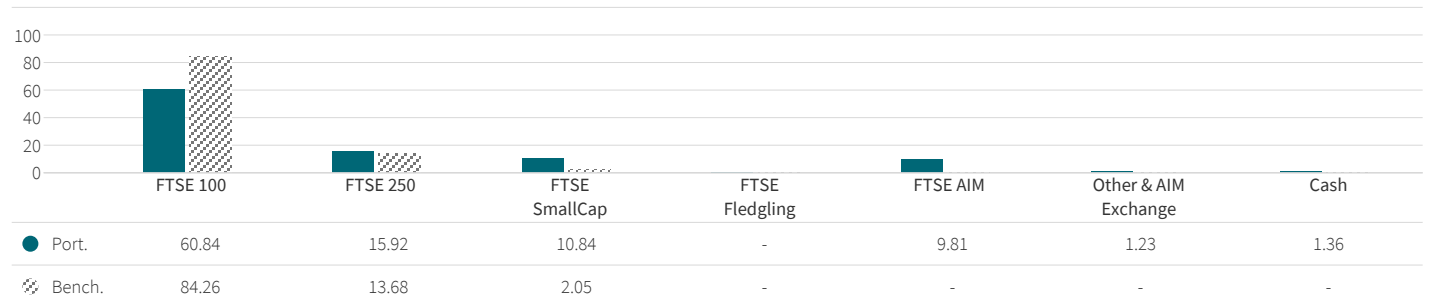 100
80
60
40
20
0
FTSE 100 FTSE 250 FTSE FTSE FTSE AIM Other & AIM Cash
SmallCap Fledgling Exchange
Port. 60.84 15.92 10.84 - 9.81 1.23 1.36
Bench. 84.26 13.68 2.05 - - - -